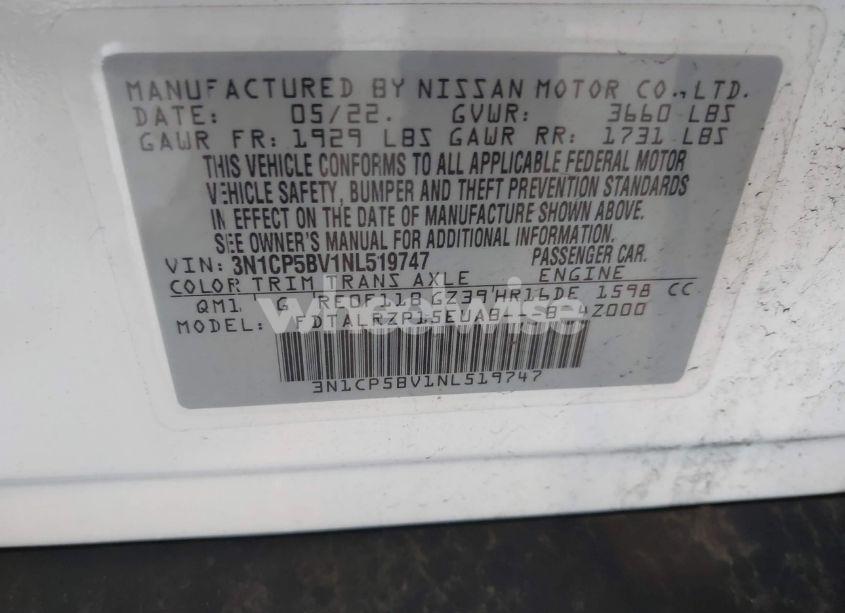 MANUFACTURED BY NISSAN MOTOR CO., LTD.
DATE: 05/22. GVWR: 3660 LBS
GAWR FR: 1929 LBS GAWR RR: 1731 LBS
THIS VEHICLE CONFORMS TO ALL APPLICABLE FEDERAL MOTOR
VEHICLE SAFETY, BUMPER AND THEFT PREVENTION STANDARDS
IN EFFECT ON THE DATE OF MANUFACTURE SHOWN ABOVE.
SEE OWNER'S MANUAL FOR ADDITIONAL INFORMATION.
VIN: 3N1CP5BV1NL519747 PASSENGER CAR.
COLOR TRIM TRANS AXLE ENGINE
QM1 G RE0F11B GZ39 HR16DE 1598 CC
MODEL:
wheelwise
3N1CP5BV1NL519747